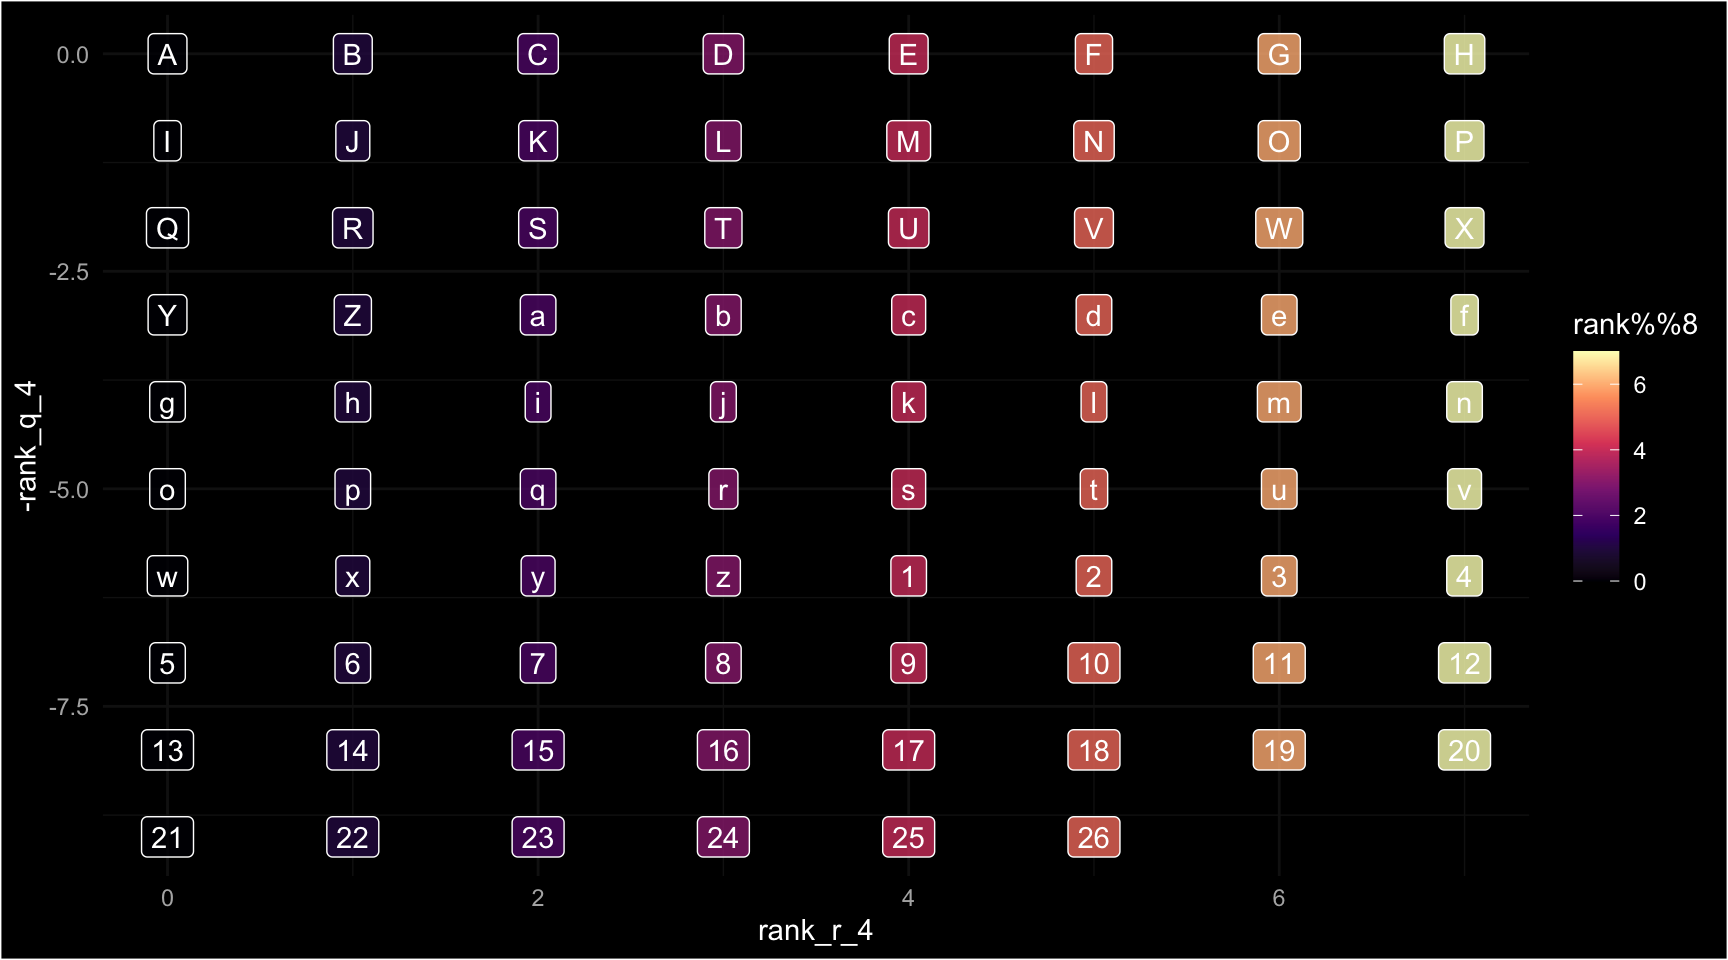 0.0 A B C D E F G H
I J K L M N O P
Q R S T U V W X
-2.5
Y Z a b c d e f
g h i j k l m n
-5.0 o p q r s t u v
w x y z 1 2 3 4
5 6 7 8 9 10 11 12
-7.5
13 14 15 16 17 18 19 20
21 22 23 24 25 26
0 2 4 6
rank_r_4
-rank_q_4
rank%%8
6
4
2
0